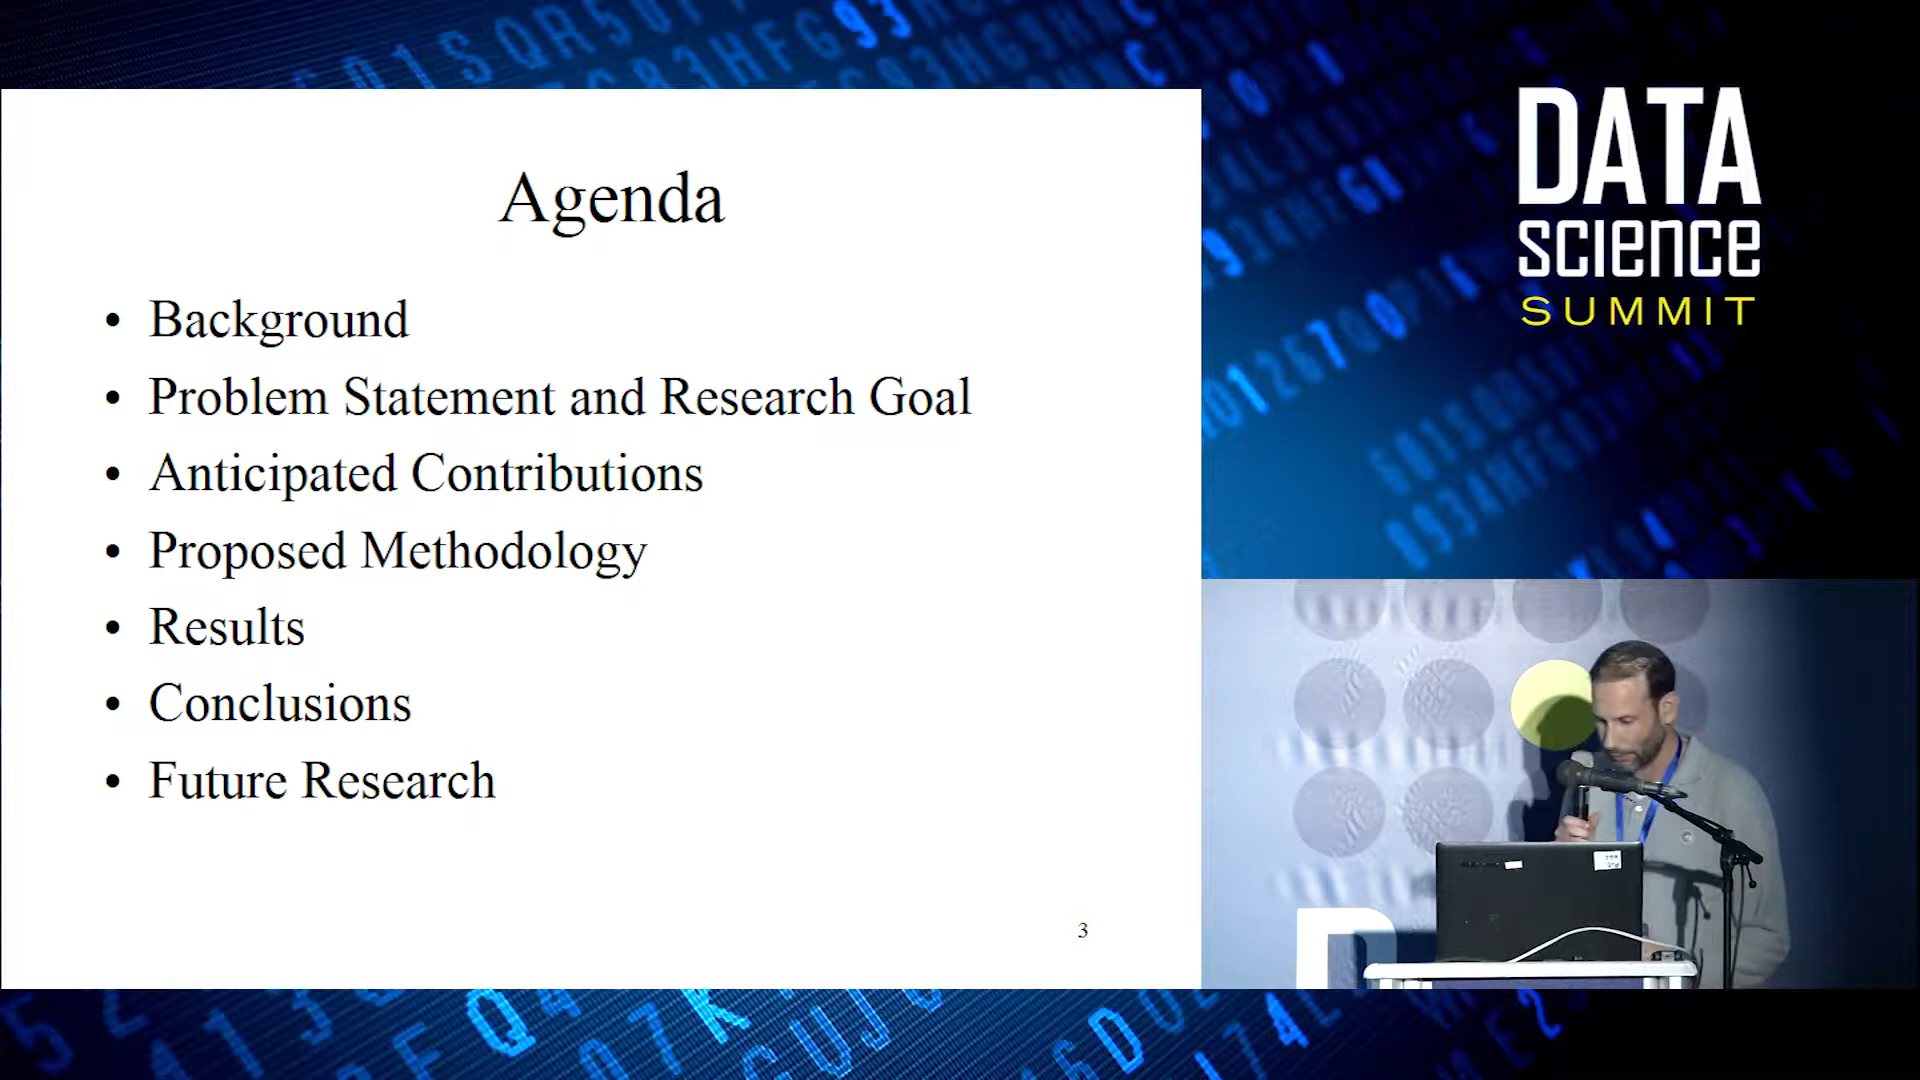 Agenda
• Background
• Problem Statement and Research Goal
• Anticipated Contributions
• Proposed Methodology
• Results
• Conclusions
• Future Research
3
DATA
science
SUMMIT